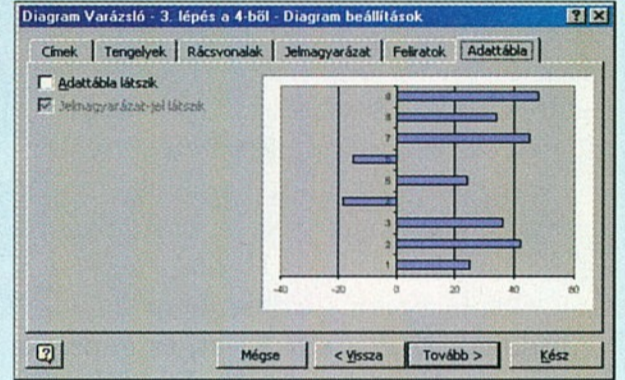 Diagram Varázsló - 3. lépés a 4-ből - Diagram beállítások
Címek Tengelyek Rácsvonalak Jelmagyarázat Feliratok Adattábla
Adattábla látszik
Jelmagyarázat-jel látszik
9
8
7
5
3
2
1
-40 -20 0 20 40 60
Mégse < Vissza Tovább > Kész